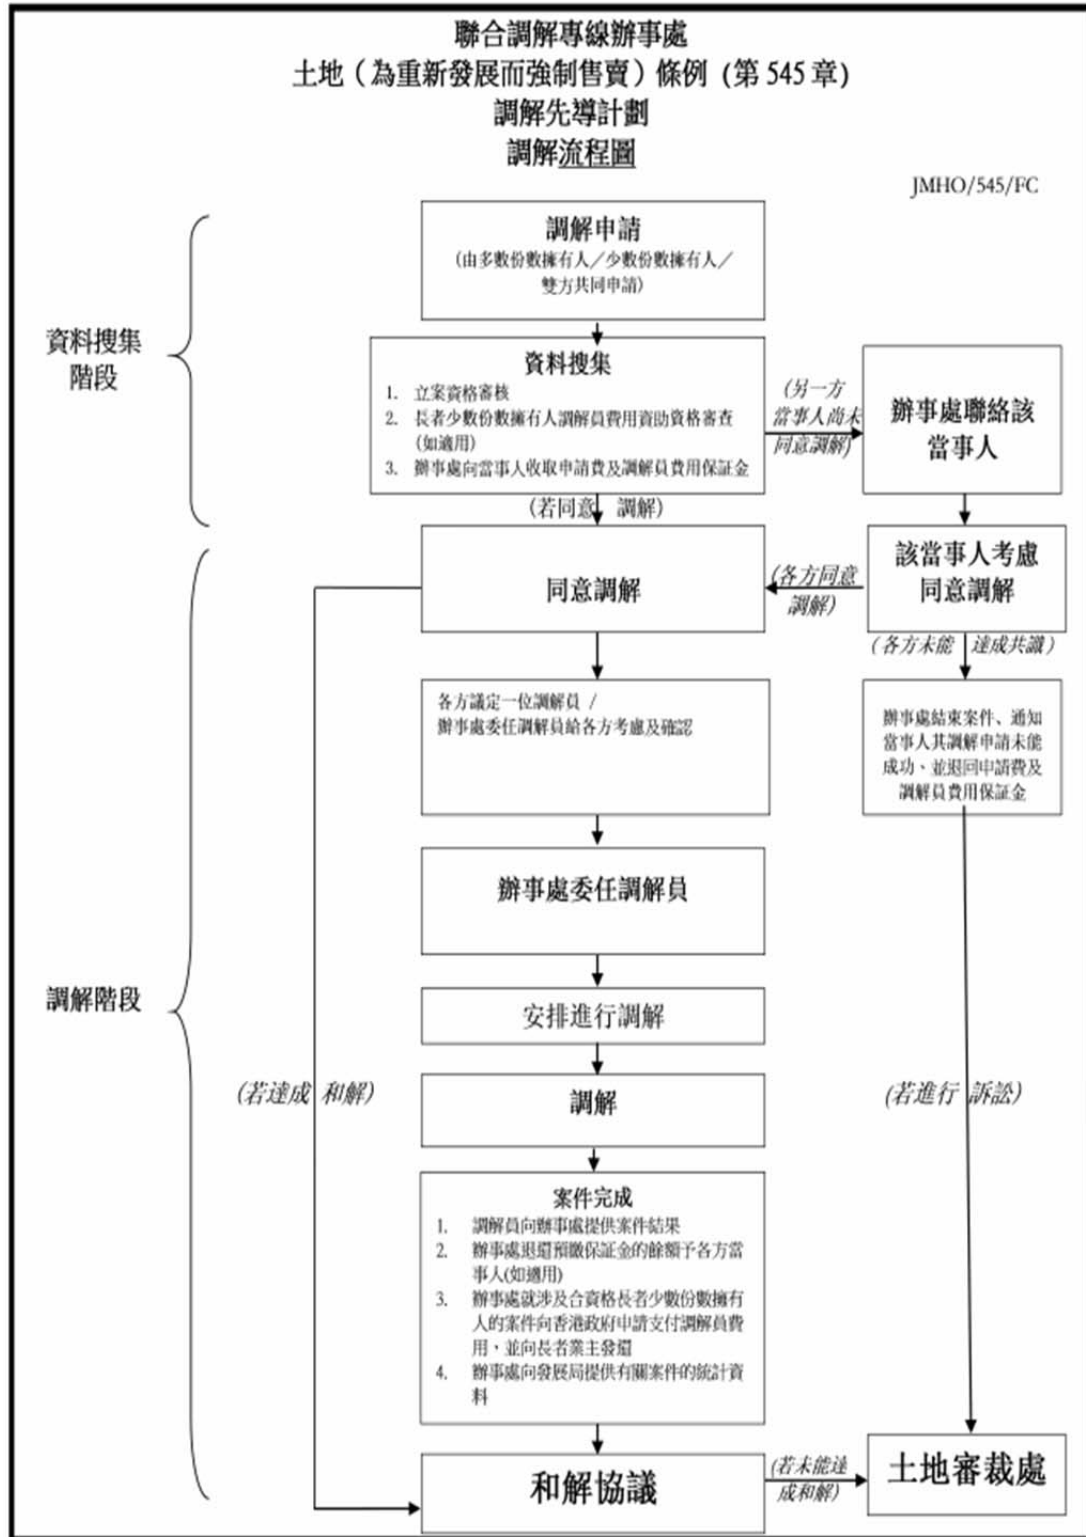 聯合調解專線辦事處
土地（為重新發展而強制售賣）條例 (第 545 章)
調解先導計劃
調解流程圖
JMHO/545/FC
調解申請
(由多數份數擁有人／少數份數擁有人／
雙方共同申請)
資料搜集
階段
資料搜集
1. 立案資格審核
2. 長者少數份數擁有人調解員費用資助資格審查
(如適用)
3. 辦事處向當事人收取申請費及調解員費用保証金
(另一方
當事人尚未
同意調解)
辦事處聯絡該
當事人
(若同意 調解)
同意調解
(各方同意
調解)
該當事人考慮
同意調解
(各方未能 達成共識)
各方議定一位調解員 /
辦事處委任調解員給各方考慮及確認
辦事處結束案件、通知
當事人其調解申請未能
成功、並退回申請費及
調解員費用保証金
辦事處委任調解員
調解階段
安排進行調解
(若達成 和解)
調解
(若進行 訴訟)
案件完成
1. 調解員向辦事處提供案件結果
2. 辦事處退還預繳保証金的餘額予各方當
事人(如適用)
3. 辦事處就涉及合資格長者少數份數擁有
人的案件向香港政府申請支付調解員費
用，並向長者業主發還
4. 辦事處向發展局提供有關案件的統計資
料
和解協議
(若未能達
成和解)
土地審裁處